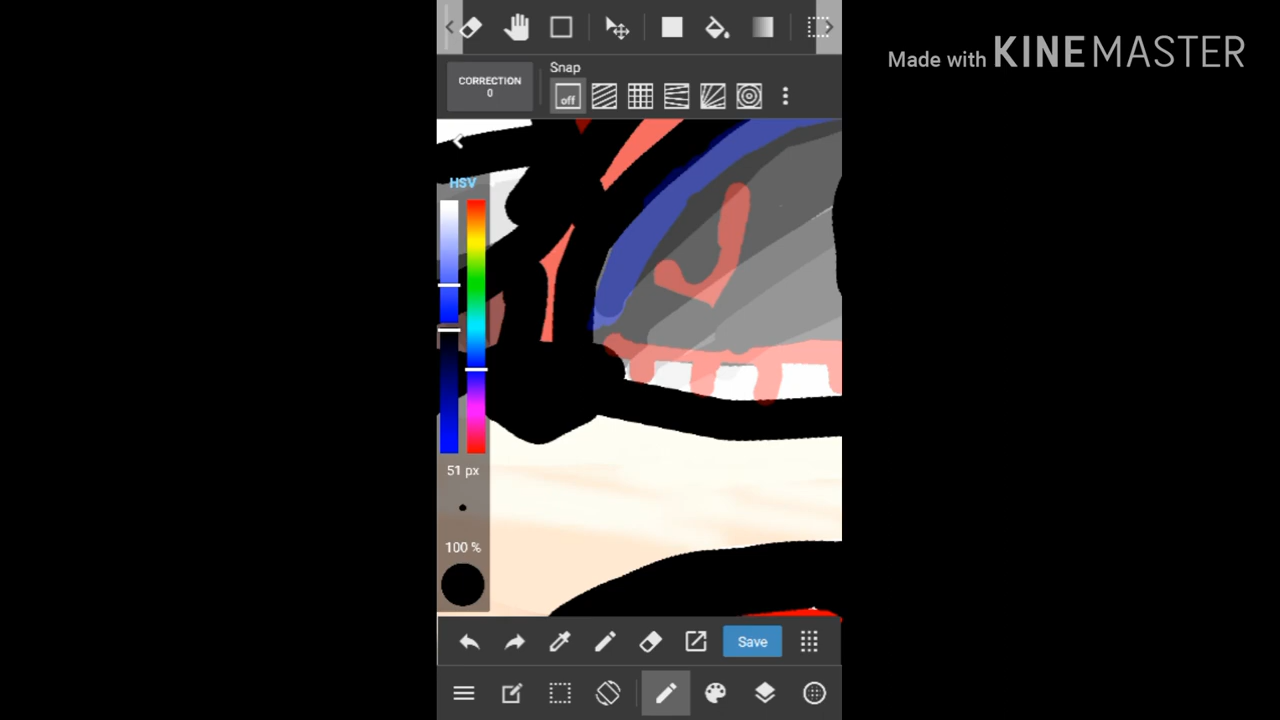 Made with KINEMASTER
CORRECTION
0
Snap
off
HSV
51 px
100 %
Save